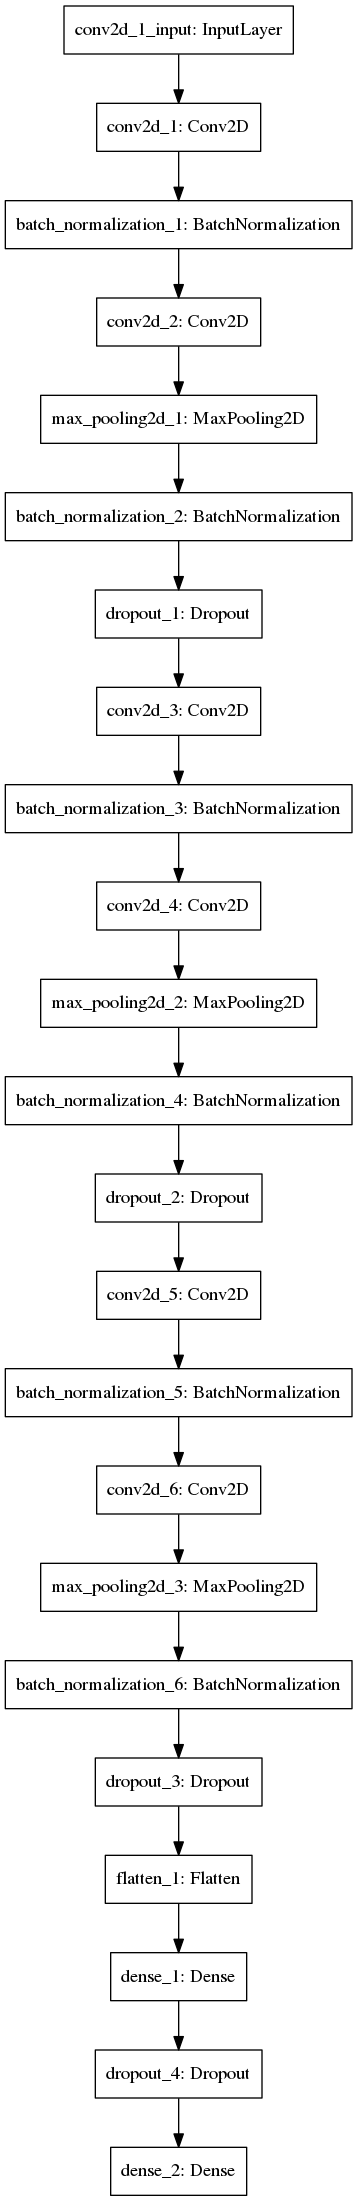 conv2d_1_input: InputLayer
conv2d_1: Conv2D
batch_normalization_1: BatchNormalization
conv2d_2: Conv2D
max_pooling2d_1: MaxPooling2D
batch_normalization_2: BatchNormalization
dropout_1: Dropout
conv2d_3: Conv2D
batch_normalization_3: BatchNormalization
conv2d_4: Conv2D
max_pooling2d_2: MaxPooling2D
batch_normalization_4: BatchNormalization
dropout_2: Dropout
conv2d_5: Conv2D
batch_normalization_5: BatchNormalization
conv2d_6: Conv2D
max_pooling2d_3: MaxPooling2D
batch_normalization_6: BatchNormalization
dropout_3: Dropout
flatten_1: Flatten
dense_1: Dense
dropout_4: Dropout
dense_2: Dense